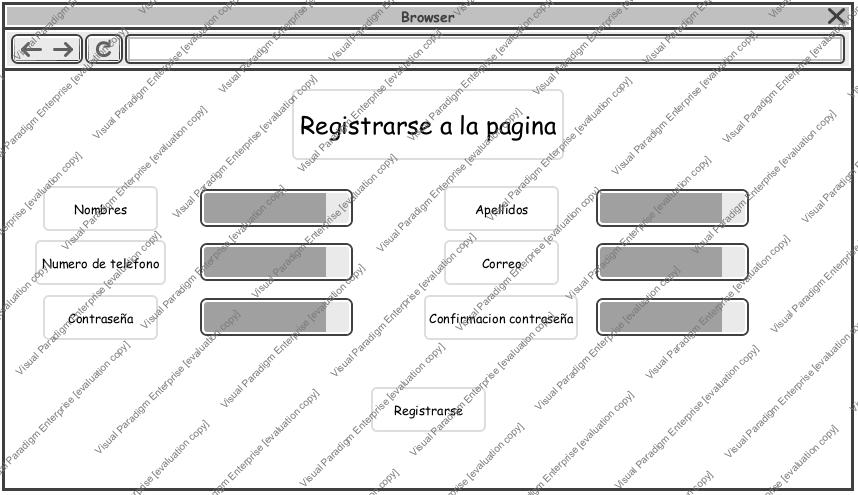 Browser
Registrarse a la pagina
Nombres
Apellidos
Numero de telefono
Correo
Contraseña
Confirmacion contraseña
Registrarse
Visual Paradigm Enterprise [evaluation copy]